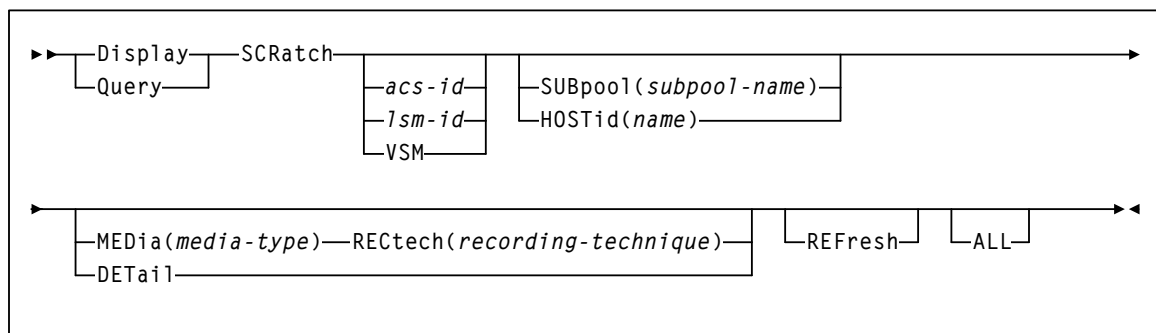 Display SCRatch
Query
acs-id
lsm-id
VSM
SUBpool(subpool-name)
HOSTid(name)
MEDia(media-type) RECtech(recording-technique)
DETail
REFresh
ALL